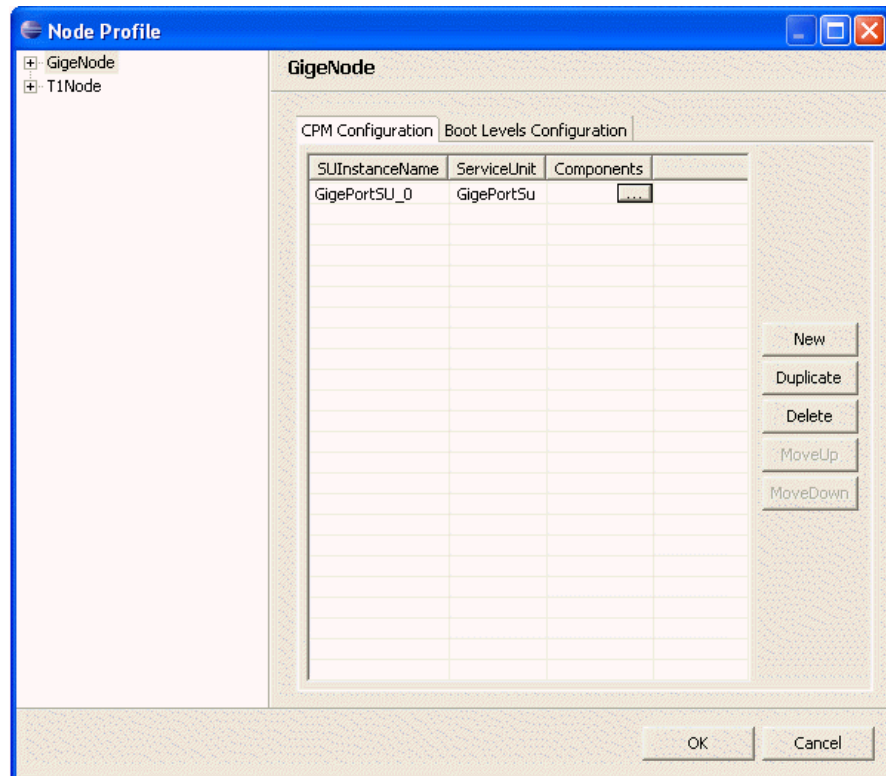 Node Profile
GigeNode
T1Node
GigeNode
CPM Configuration Boot Levels Configuration
SUInstanceName ServiceUnit Components
GigePortSU_0 GigePortSu ...
New
Duplicate
Delete
MoveUp
MoveDown
OK Cancel